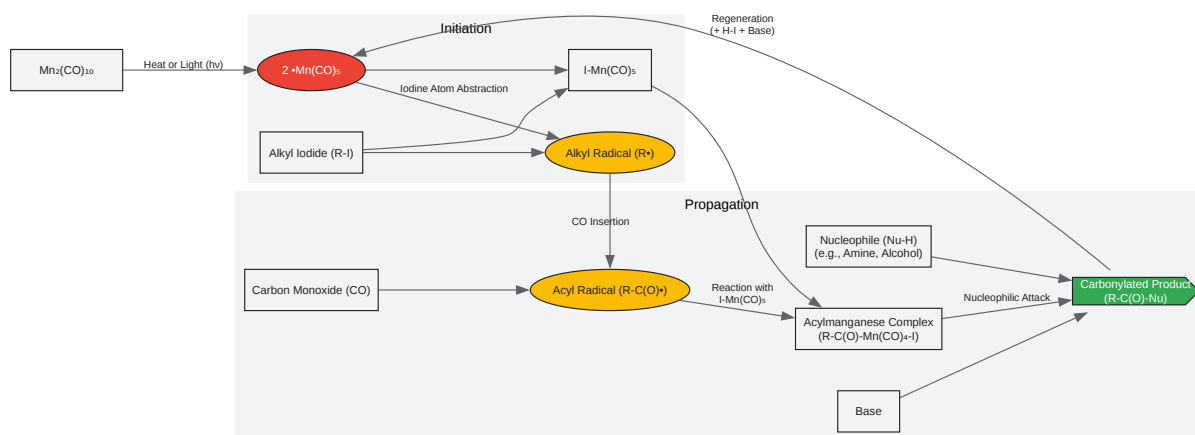 Regeneration
(+ H-I + Base)
Initiation
Mn₂(CO)₁₀
Heat or Light (hν)
2 •Mn(CO)₅
I-Mn(CO)₅
Iodine Atom Abstraction
Alkyl Iodide (R-I)
Alkyl Radical (R•)
Propagation
CO Insertion
Nucleophile (Nu-H)
(e.g., Amine, Alcohol)
Carbon Monoxide (CO)
Acyl Radical (R-C(O)•)
Reaction with
I-Mn(CO)₅
Nucleophilic Attack
Carbonylated Product
(R-C(O)-Nu)
Acylmanganese Complex
(R-C(O)-Mn(CO)₄-I)
Base